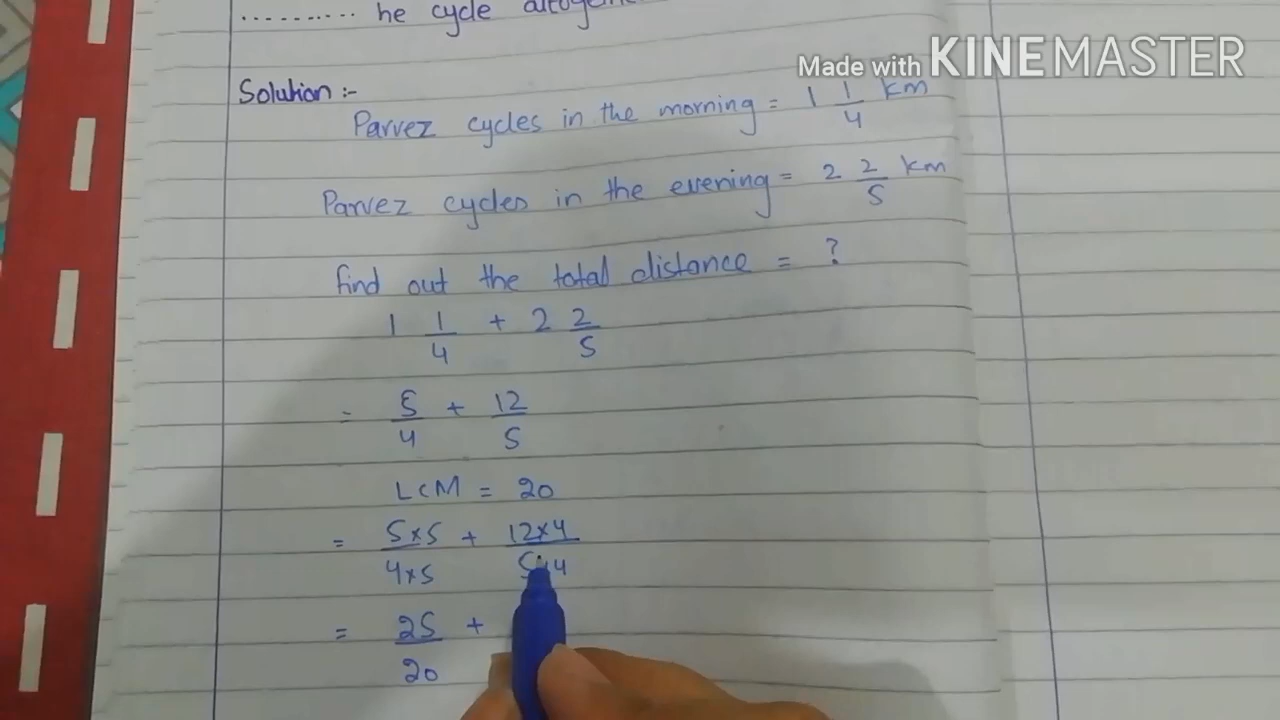 .......... he cycle
Made with KINEMASTER
Solution :-
Parvez cycles in the morning = 1 1/4 km
Parvez cycles in the evening = 2 2/5 km
find out the total distance = ?
1 1/4 + 2 2/5
= 5/4 + 12/5
LCM = 20
= 5×5/4×5 + 12×4/5×4
= 25/20 +